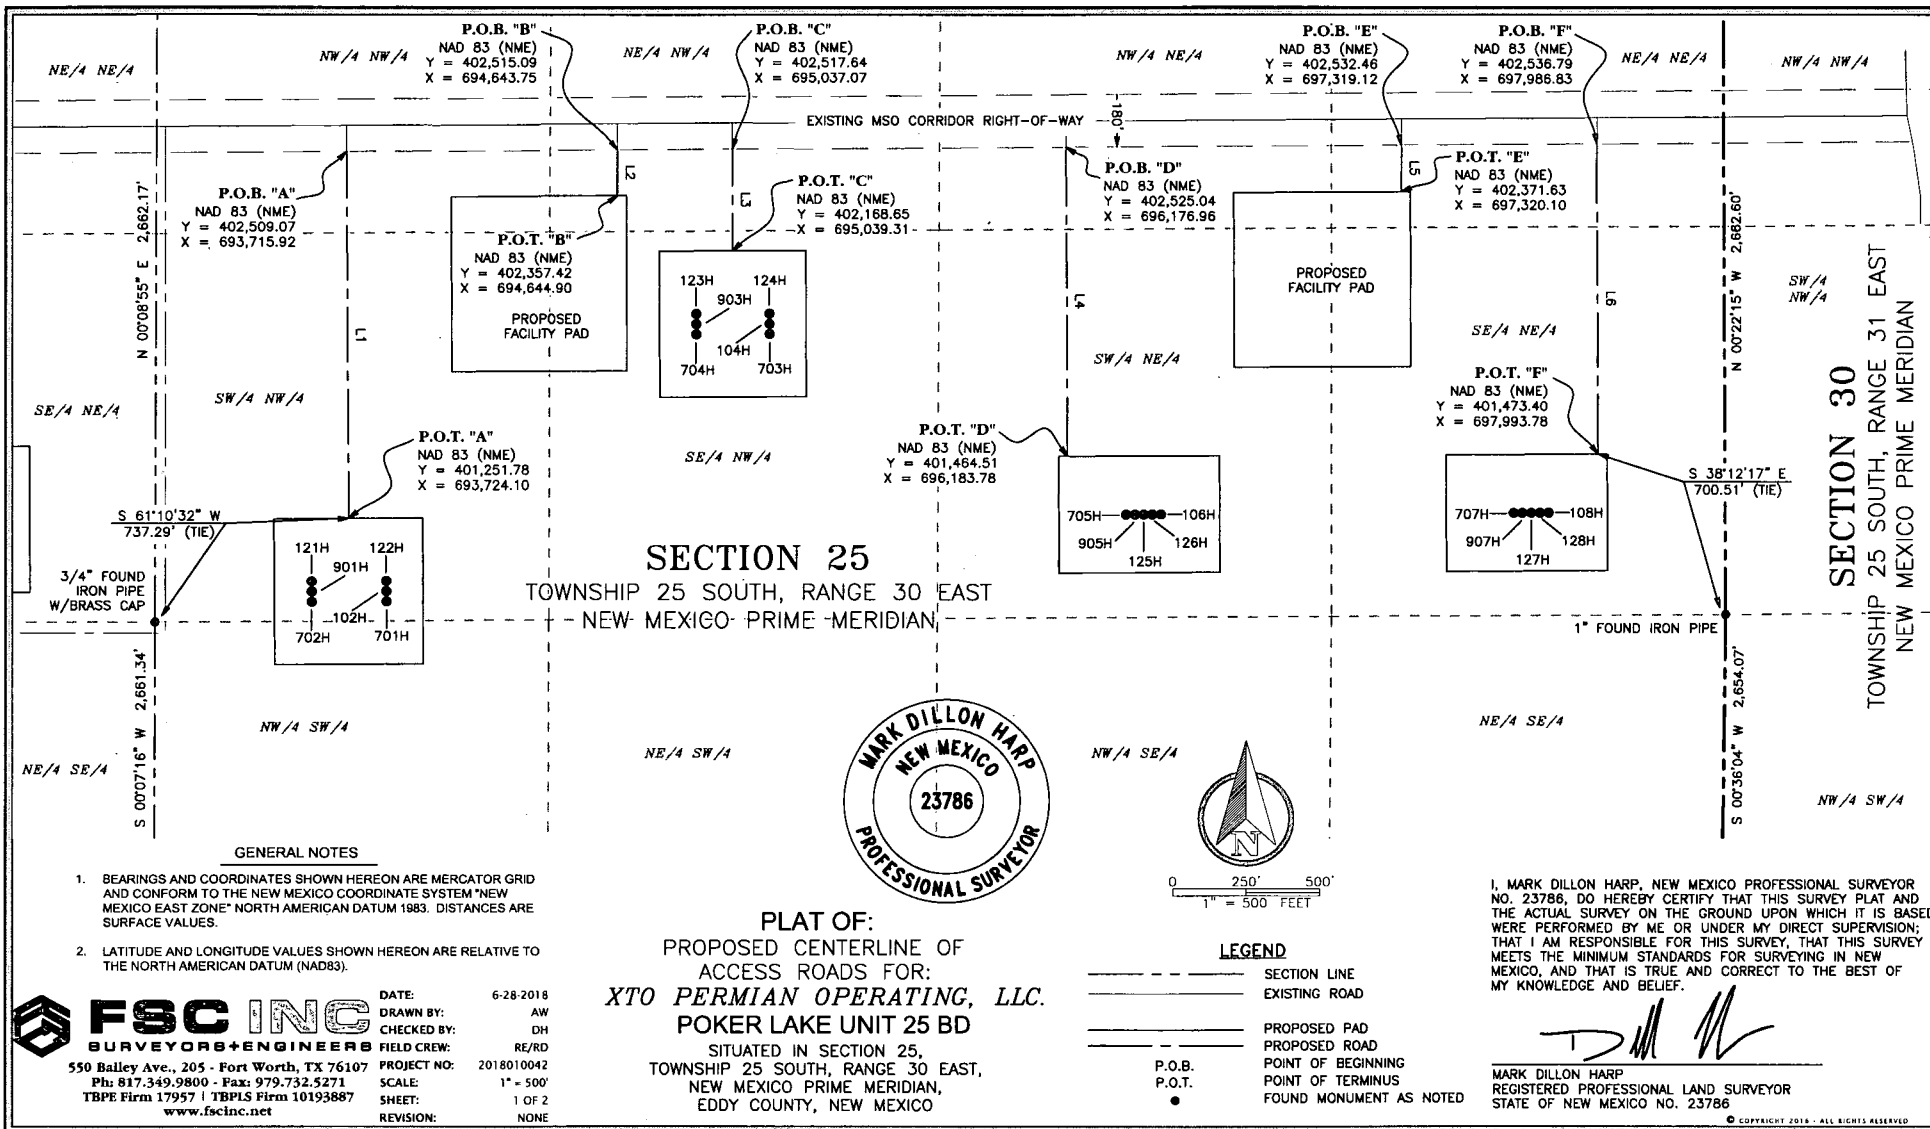 NE/4 NE/4
NW/4 NW/4
P.O.B. "B"
NAD 83 (NME)
Y = 402,515.09
X = 694,643.75
NE/4 NW/4
P.O.B. "C"
NAD 83 (NME)
Y = 402,517.64
X = 695,037.07
NW/4 NE/4
P.O.B. "E"
NAD 83 (NME)
Y = 402,532.46
X = 697,319.12
P.O.B. "F"
NAD 83 (NME)
Y = 402,536.79
X = 697,986.83
NE/4 NE/4
NW/4 NW/4
EXISTING MSO CORRIDOR RIGHT-OF-WAY
180'
P.O.B. "A"
NAD 83 (NME)
Y = 402,509.07
X = 693,715.92
L2
L3
P.O.T. "C"
NAD 83 (NME)
Y = 402,168.65
X = 695,039.31
P.O.B. "D"
NAD 83 (NME)
Y = 402,525.04
X = 696,176.96
L5
P.O.T. "E"
NAD 83 (NME)
Y = 402,371.63
X = 697,320.10
N 00°08'55" E 2,662.17'
N 00°22'15" W 2,662.60'
P.O.T. "B"
NAD 83 (NME)
Y = 402,357.42
X = 694,644.90
PROPOSED
FACILITY PAD
123H
124H
903H
104H
704H
703H
L1
L4
L6
PROPOSED
FACILITY PAD
SW/4
NW/4
SE/4 NE/4
SW/4 NE/4
SE/4 NE/4
SW/4 NW/4
SE/4 NW/4
P.O.T. "A"
NAD 83 (NME)
Y = 401,251.78
X = 693,724.10
P.O.T. "D"
NAD 83 (NME)
Y = 401,464.51
X = 696,183.78
P.O.T. "F"
NAD 83 (NME)
Y = 401,473.40
X = 697,993.78
S 61°10'32" W
737.29' (TIE)
S 38°12'17" E
700.51' (TIE)
3/4" FOUND
IRON PIPE
W/BRASS CAP
121H
122H
901H
102H
702H
701H
705H
106H
905H
126H
125H
707H
108H
907H
128H
127H
SECTION 25
TOWNSHIP 25 SOUTH, RANGE 30 EAST
NEW MEXICO PRIME MERIDIAN
1" FOUND IRON PIPE
SECTION 30
TOWNSHIP 25 SOUTH, RANGE 31 EAST
NEW MEXICO PRIME MERIDIAN
S 00°07'16" W 2,661.34'
S 00°36'04" W 2,654.07'
NE/4 SE/4
NW/4 SW/4
NE/4 SW/4
NW/4 SE/4
NE/4 SE/4
NW/4 SW/4
MARK DILLON HARP
NEW MEXICO
23786
PROFESSIONAL SURVEYOR
N
0 250' 500'
1" = 500 FEET
GENERAL NOTES
1. BEARINGS AND COORDINATES SHOWN HEREON ARE MERCATOR GRID
AND CONFORM TO THE NEW MEXICO COORDINATE SYSTEM "NEW
MEXICO EAST ZONE" NORTH AMERICAN DATUM 1983. DISTANCES ARE
SURFACE VALUES.
2. LATITUDE AND LONGITUDE VALUES SHOWN HEREON ARE RELATIVE TO
THE NORTH AMERICAN DATUM (NAD83).
FSC INC
SURVEYORS+ENGINEERS
550 Bailey Ave., 205 - Fort Worth, TX 76107
Ph: 817.349.9800 - Fax: 979.732.5271
TBPE Firm 17957 | TBPLS Firm 10193887
www.fscinc.net
DATE: 6-28-2018
DRAWN BY: AW
CHECKED BY: DH
FIELD CREW: RE/RD
PROJECT NO: 2018010042
SCALE: 1" = 500'
SHEET: 1 OF 2
REVISION: NONE
PLAT OF:
PROPOSED CENTERLINE OF
ACCESS ROADS FOR:
XTO PERMIAN OPERATING, LLC.
POKER LAKE UNIT 25 BD
SITUATED IN SECTION 25,
TOWNSHIP 25 SOUTH, RANGE 30 EAST,
NEW MEXICO PRIME MERIDIAN,
EDDY COUNTY, NEW MEXICO
LEGEND
SECTION LINE
EXISTING ROAD
PROPOSED PAD
PROPOSED ROAD
P.O.B. POINT OF BEGINNING
P.O.T. POINT OF TERMINUS
FOUND MONUMENT AS NOTED
I, MARK DILLON HARP, NEW MEXICO PROFESSIONAL SURVEYOR
NO. 23786, DO HEREBY CERTIFY THAT THIS SURVEY PLAT AND
THE ACTUAL SURVEY ON THE GROUND UPON WHICH IT IS BASED
WERE PERFORMED BY ME OR UNDER MY DIRECT SUPERVISION;
THAT I AM RESPONSIBLE FOR THIS SURVEY, THAT THIS SURVEY
MEETS THE MINIMUM STANDARDS FOR SURVEYING IN NEW
MEXICO, AND THAT IS TRUE AND CORRECT TO THE BEST OF
MY KNOWLEDGE AND BELIEF.
MARK DILLON HARP
REGISTERED PROFESSIONAL LAND SURVEYOR
STATE OF NEW MEXICO NO. 23786
© COPYRIGHT 2016 - ALL RIGHTS RESERVED